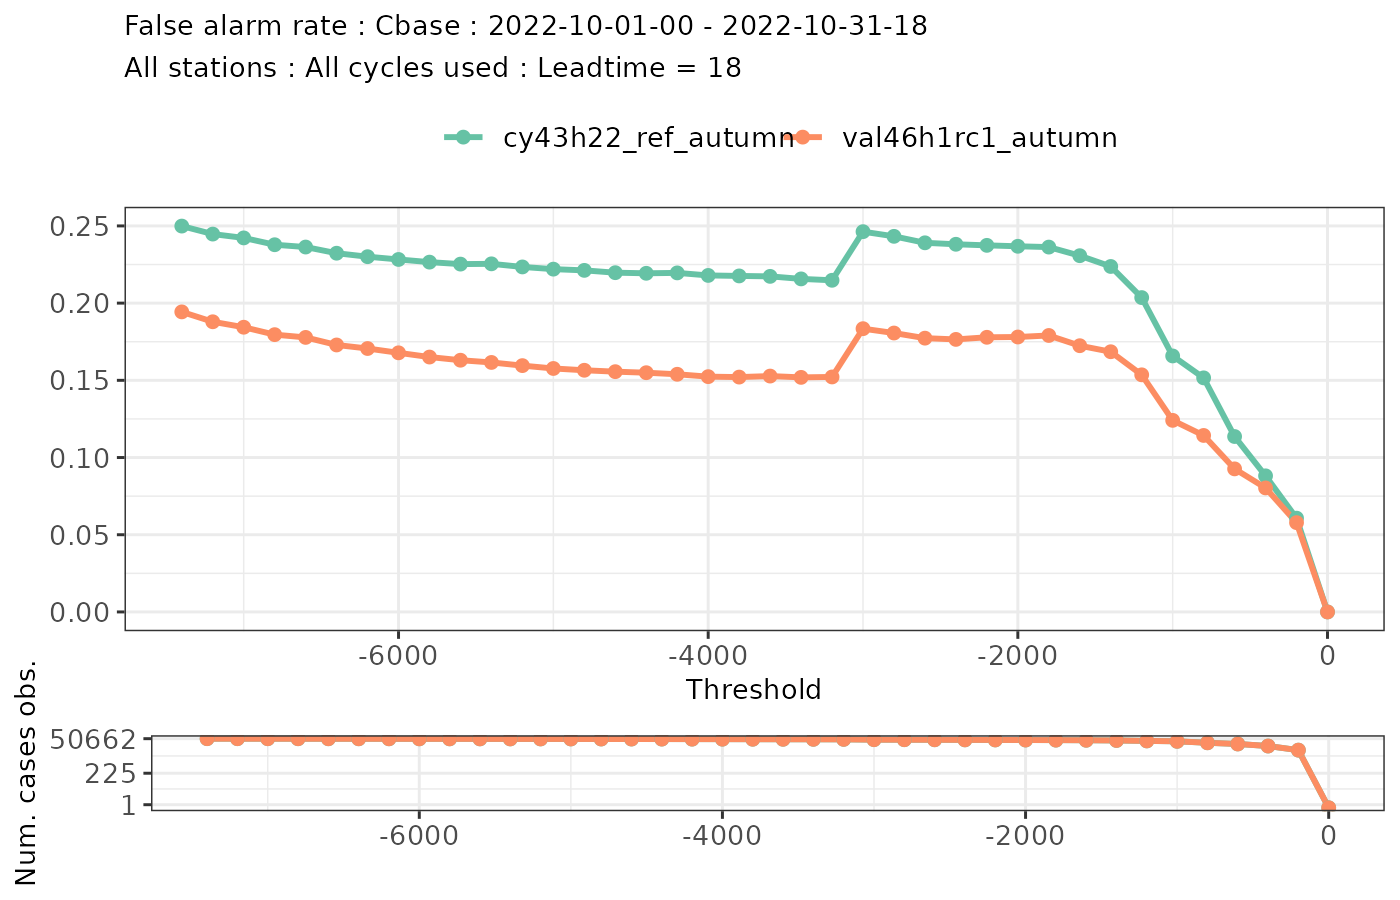 False alarm rate : Cbase : 2022-10-01-00 - 2022-10-31-18
All stations : All cycles used : Leadtime = 18
cy43h22_ref_autumn val46h1rc1_autumn
0.25
0.20
0.15
0.10
0.05
0.00
-6000 -4000 -2000 0
Threshold
Num. cases obs.
50662
225
1
-6000 -4000 -2000 0